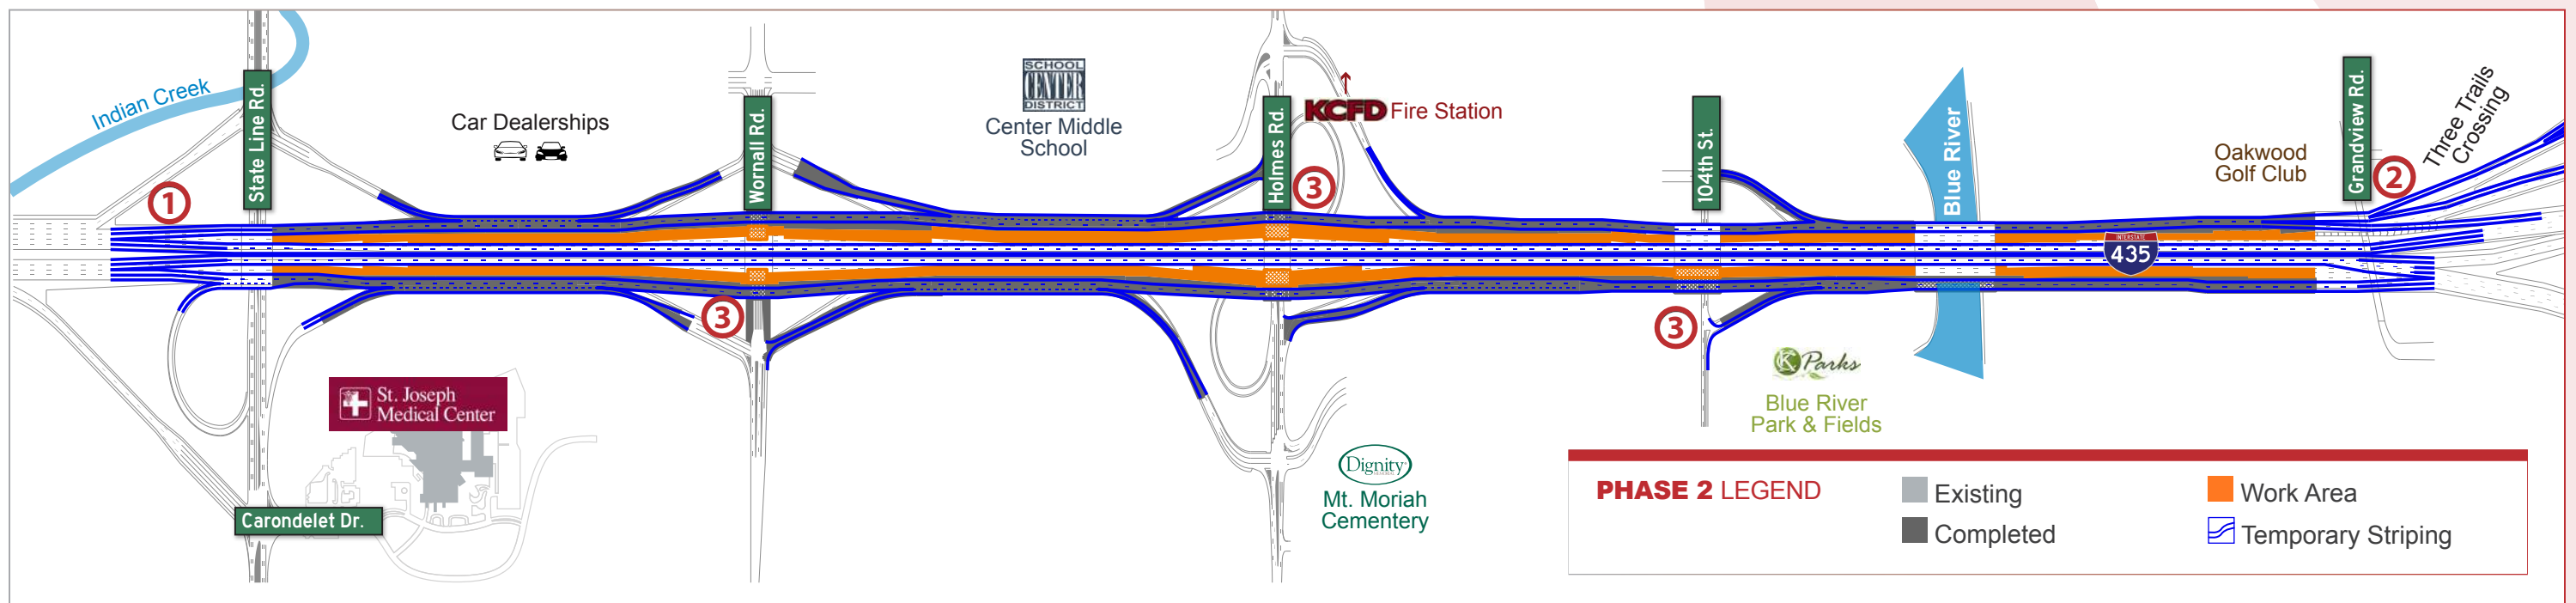 Indian Creek
1
State Line Rd.
Car Dealerships
Wornall Rd.
SCHOOL
CENTER
DISTRICT
Center Middle
School
Holmes Rd.
3
KCFD Fire Station
104th St.
Blue River
Oakwood
Golf Club
Grandview Rd.
2
Three Trails
Crossing
INTERSTATE
435
3
3
St. Joseph
Medical Center
Carondelet Dr.
Dignity
Mt. Moriah
Cementery
KC Parks
Blue River
Park & Fields
PHASE 2 LEGEND
Existing
Completed
Work Area
Temporary Striping